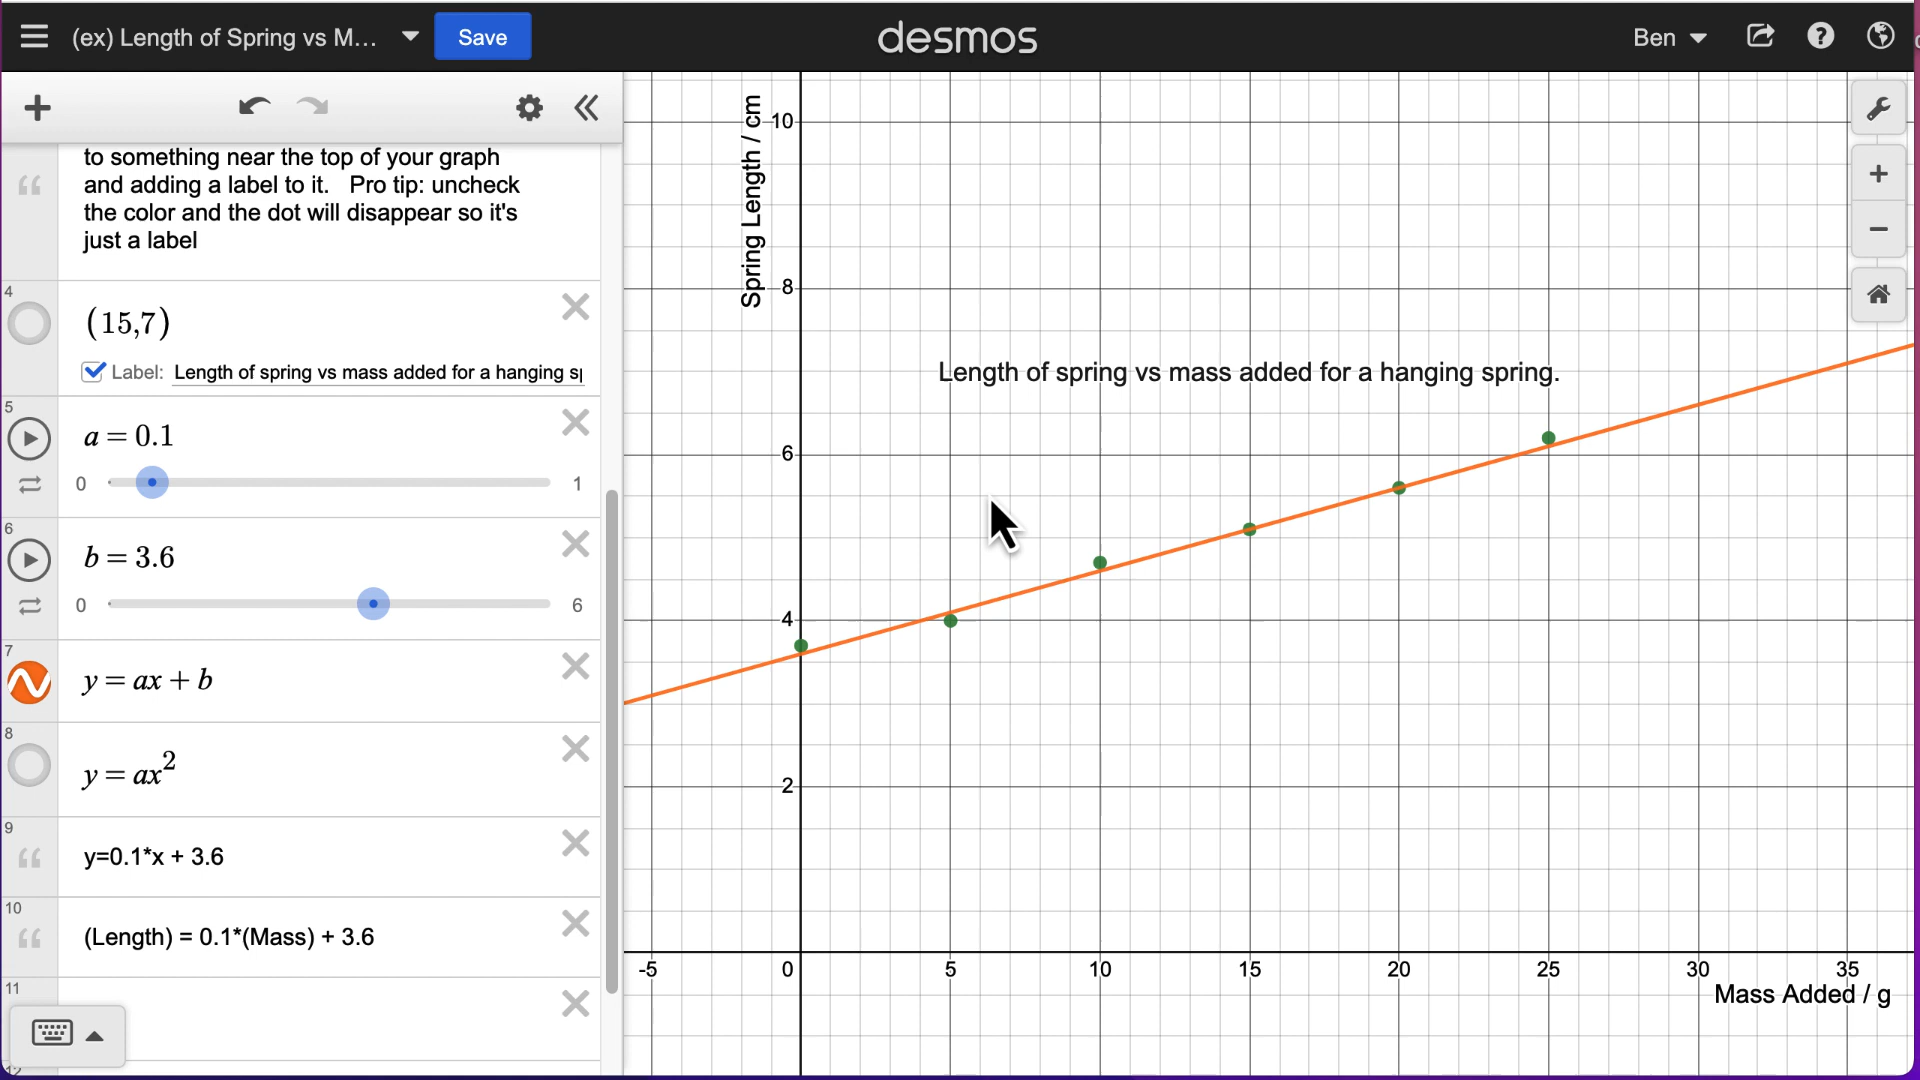 (ex) Length of Spring vs M...
Save
desmos
Ben
to something near the top of your graph
and adding a label to it. Pro tip: uncheck
the color and the dot will disappear so it's
just a label
4
(15,7)
Label: Length of spring vs mass added for a hanging sp
5
a = 0.1
0
1
6
b = 3.6
0
6
7
y = ax + b
8
y = ax²
9
y=0.1*x + 3.6
10
(Length) = 0.1*(Mass) + 3.6
11
12
Spring Length / cm
10
8
6
4
2
Length of spring vs mass added for a hanging spring.
-5 0 5 10 15 20 25 30 35
Mass Added / g